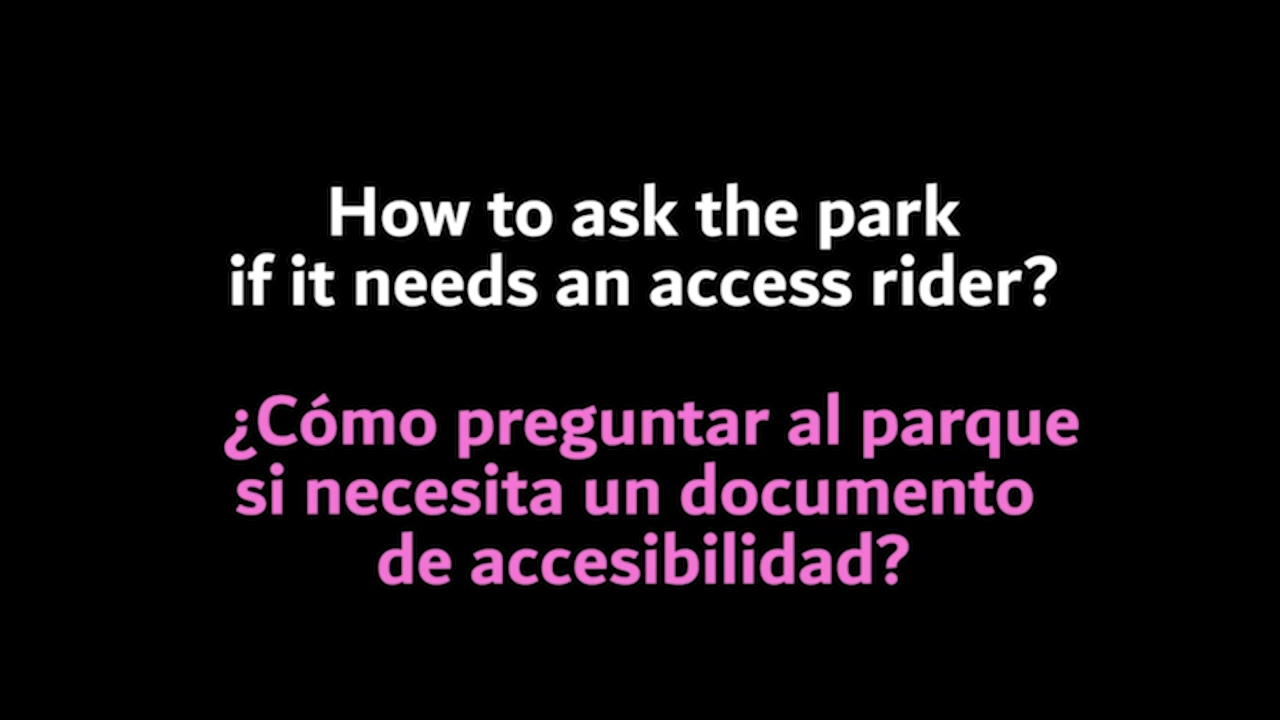 How to ask the park
if it needs an access rider?
¿Cómo preguntar al parque
si necesita un documento
de accesibilidad?